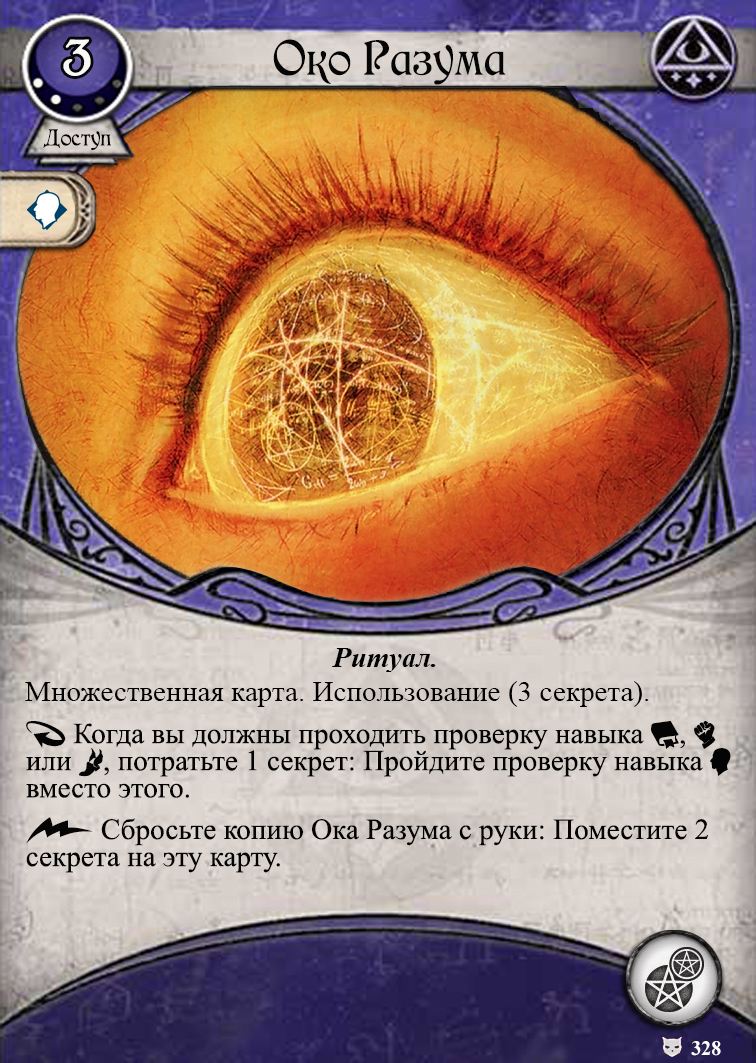 3
Око Разума
Доступ
Ритуал.
Множественная карта. Использование (3 секрета).
Когда вы должны проходить проверку навыка ,
или , потратьте 1 секрет: Пройдите проверку навыка
вместо этого.
Сбросьте копию Ока Разума с руки: Поместите 2
секрета на эту карту.
328